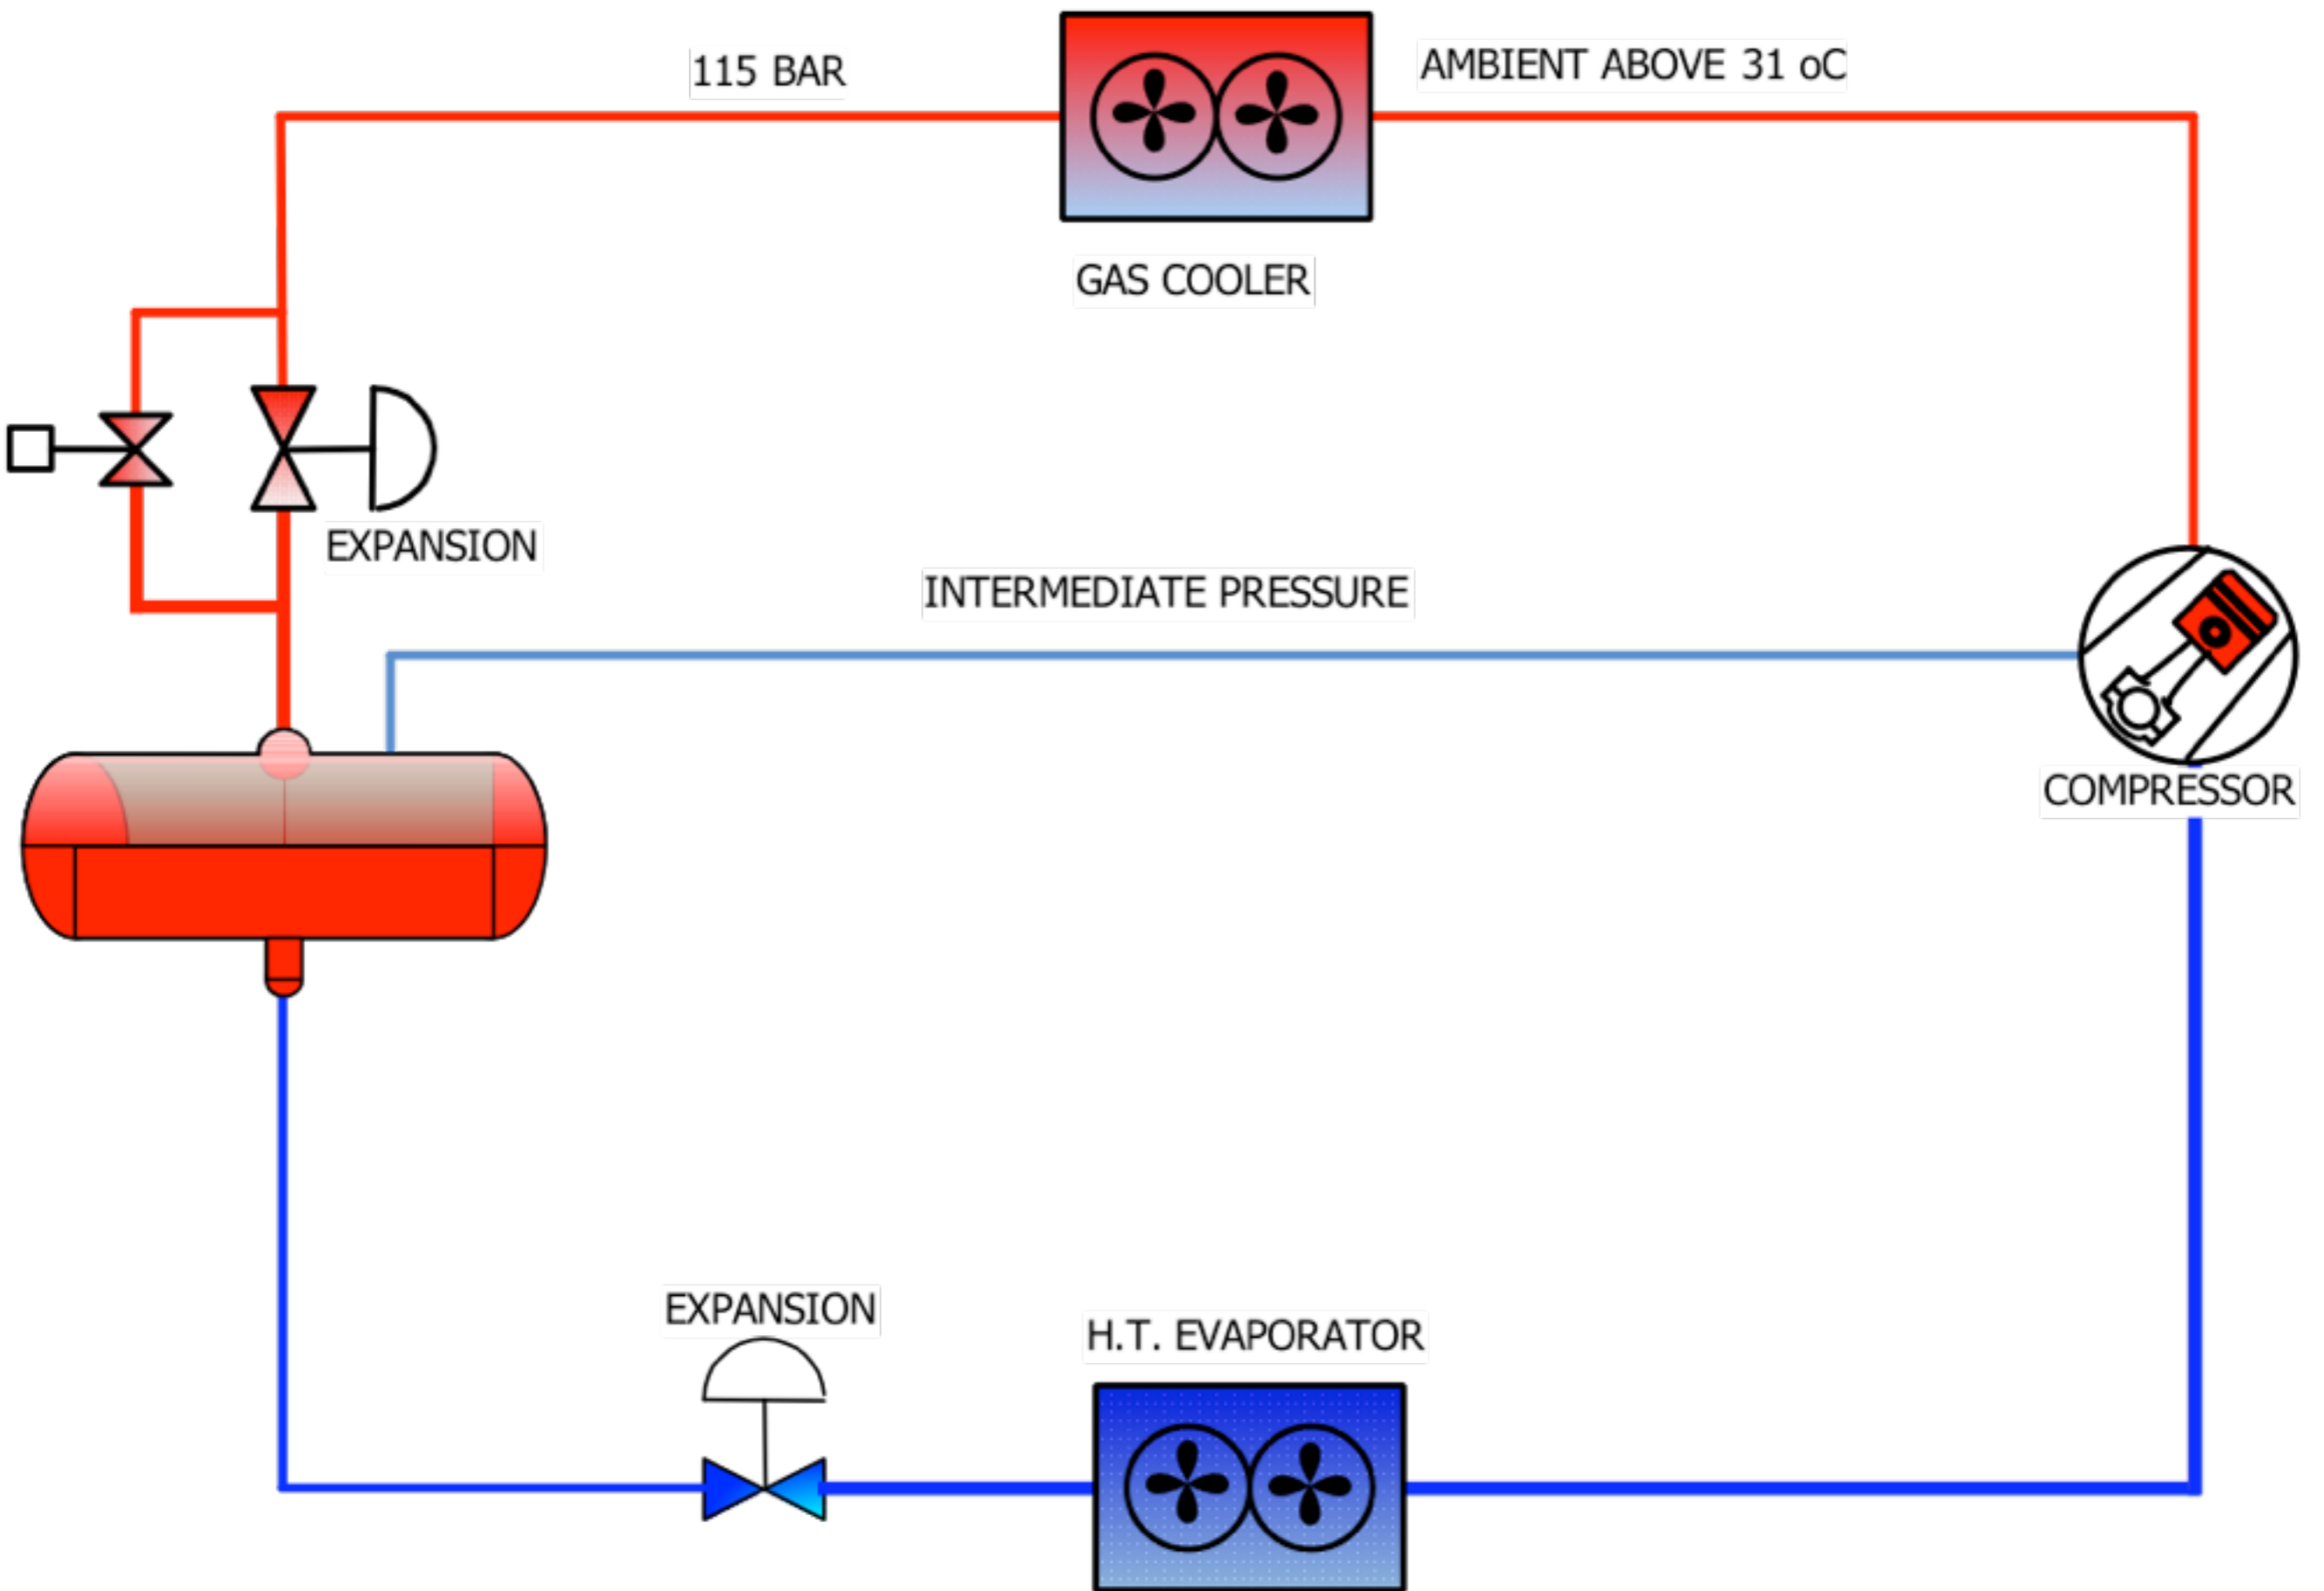 115 BAR
AMBIENT ABOVE 31 oC
GAS COOLER
EXPANSION
INTERMEDIATE PRESSURE
COMPRESSOR
EXPANSION
H.T. EVAPORATOR